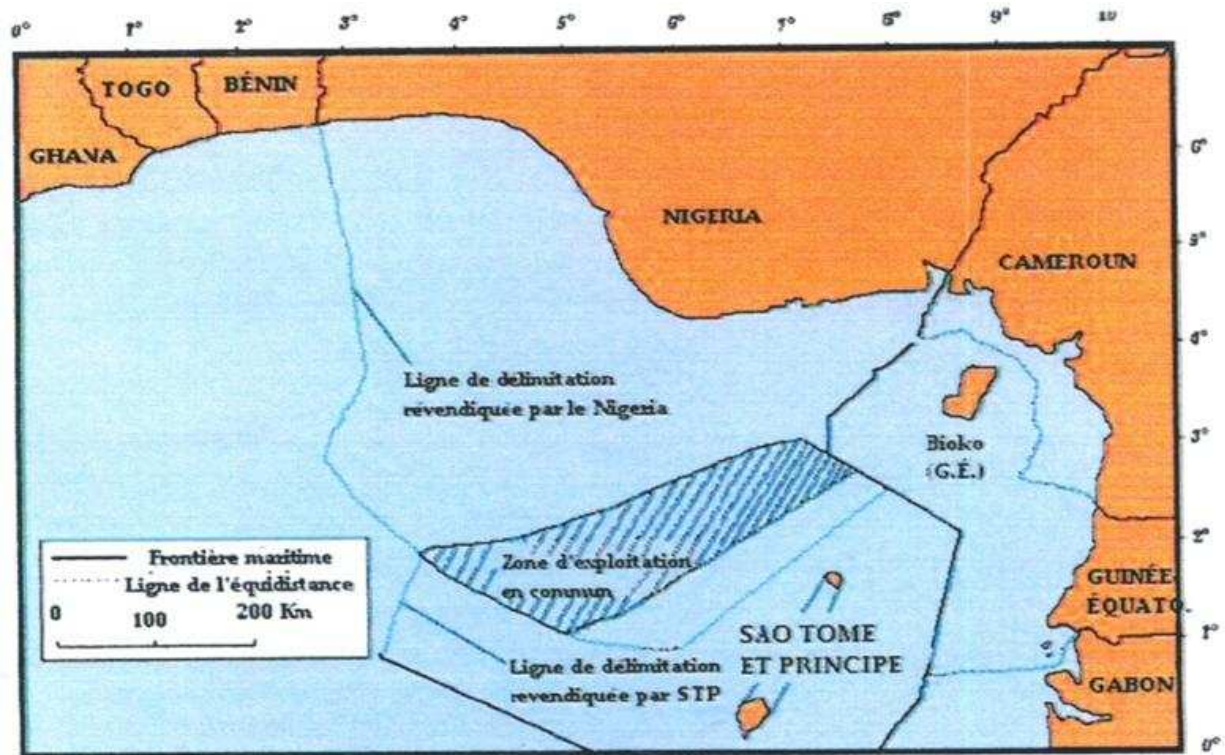 0° 1° 2° 3° 4° 5° 6° 7° 8° 9° 10
TOGO
BÉNIN
GHANA
6°
NIGERIA
5°
CAMEROUN
4°
Ligne de délimitation
révendiquée par le Nigeria
3°
Bioko
(G.É.)
2°
Frontière maritime
Ligne de l'équidistance
0 100 200 Km
Zone d'exploitation
en commun
GUINÉE-
ÉQUATO.
1°
SAO TOME
ET PRINCIPE
Ligne de délimitation
revendiquée par STP
GABON
0°